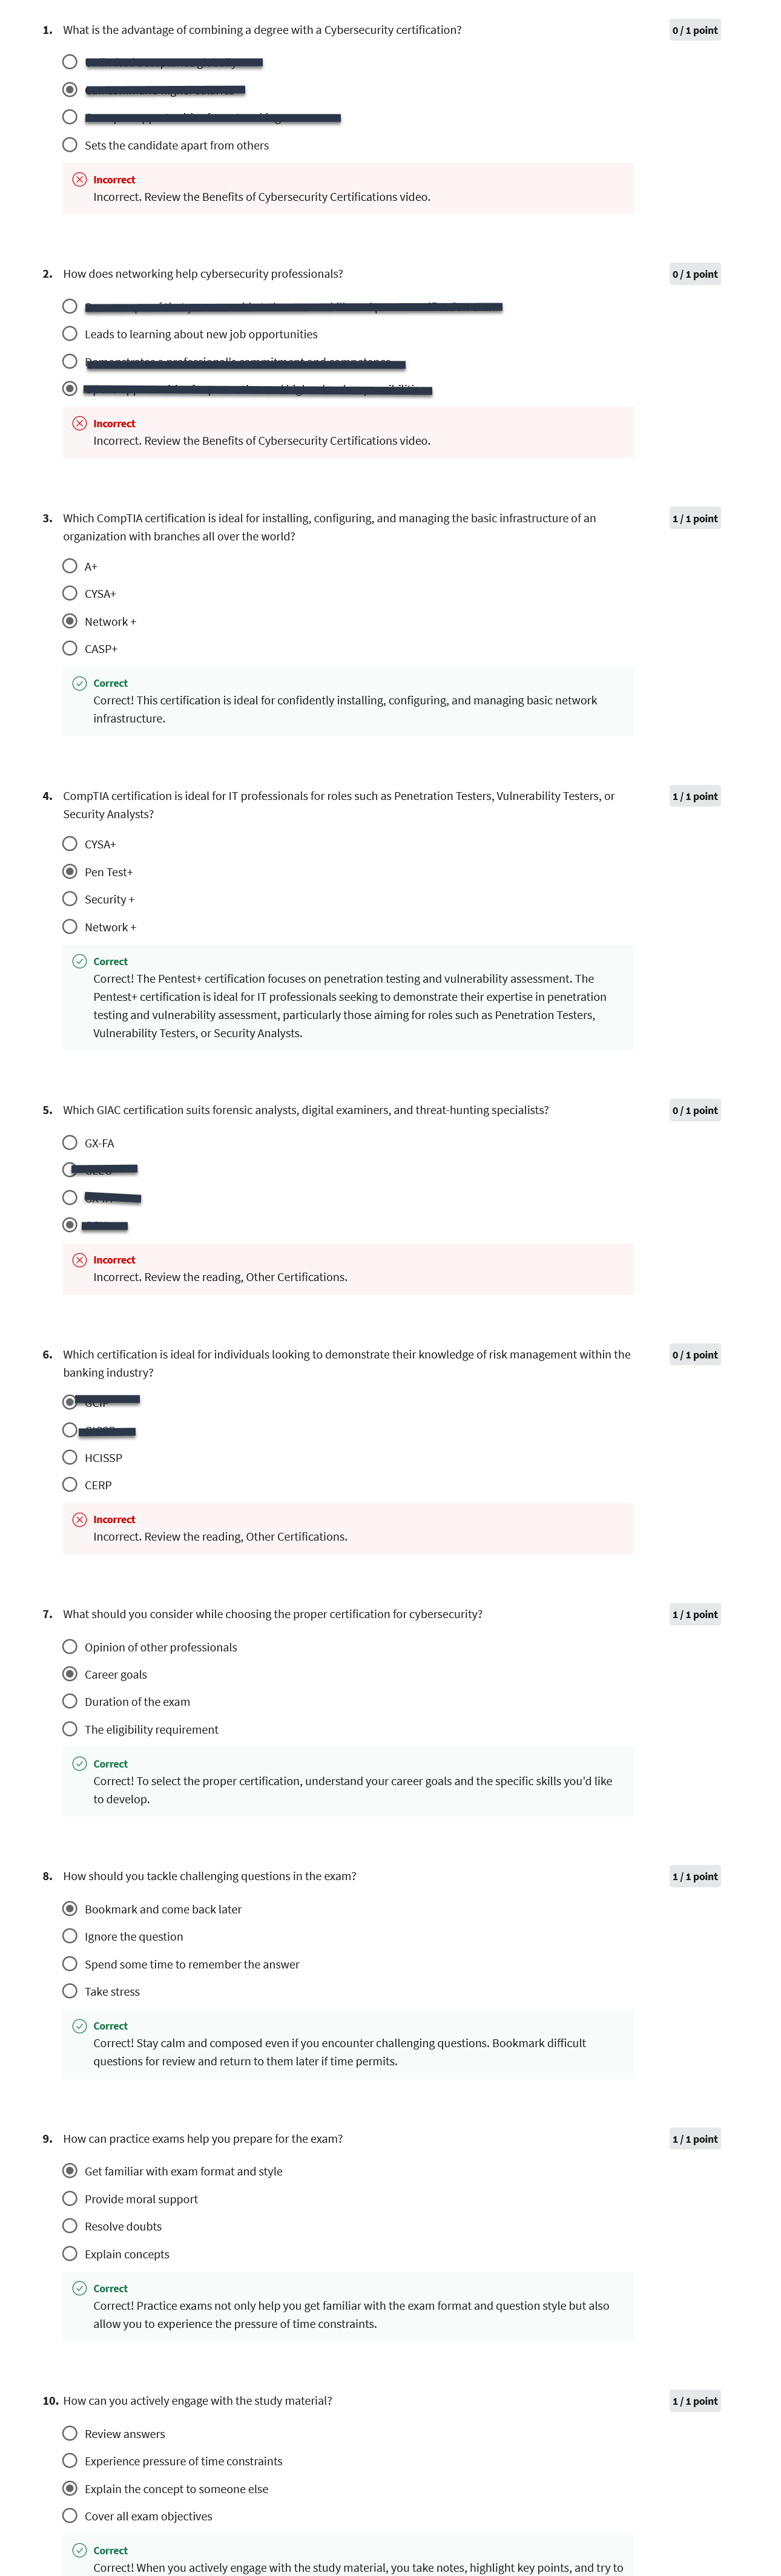 1. What is the advantage of combining a degree with a Cybersecurity certification? 0 / 1 point
Sets the candidate apart from others
Incorrect
Incorrect. Review the Benefits of Cybersecurity Certifications video.
2. How does networking help cybersecurity professionals? 0 / 1 point
Leads to learning about new job opportunities
Demonstrates a professional's commitment and competence
Incorrect
Incorrect. Review the Benefits of Cybersecurity Certifications video.
3. Which CompTIA certification is ideal for installing, configuring, and managing the basic infrastructure of an 1 / 1 point
organization with branches all over the world?
A+
CYSA+
Network +
CASP+
Correct
Correct! This certification is ideal for confidently installing, configuring, and managing basic network
infrastructure.
4. CompTIA certification is ideal for IT professionals for roles such as Penetration Testers, Vulnerability Testers, or 1 / 1 point
Security Analysts?
CYSA+
Pen Test+
Security +
Network +
Correct
Correct! The Pentest+ certification focuses on penetration testing and vulnerability assessment. The
Pentest+ certification is ideal for IT professionals seeking to demonstrate their expertise in penetration
testing and vulnerability assessment, particularly those aiming for roles such as Penetration Testers,
Vulnerability Testers, or Security Analysts.
5. Which GIAC certification suits forensic analysts, digital examiners, and threat-hunting specialists? 0 / 1 point
GX-FA
Incorrect
Incorrect. Review the reading, Other Certifications.
6. Which certification is ideal for individuals looking to demonstrate their knowledge of risk management within the 0 / 1 point
banking industry?
GCIP
HCISSP
CERP
Incorrect
Incorrect. Review the reading, Other Certifications.
7. What should you consider while choosing the proper certification for cybersecurity? 1 / 1 point
Opinion of other professionals
Career goals
Duration of the exam
The eligibility requirement
Correct
Correct! To select the proper certification, understand your career goals and the specific skills you'd like
to develop.
8. How should you tackle challenging questions in the exam? 1 / 1 point
Bookmark and come back later
Ignore the question
Spend some time to remember the answer
Take stress
Correct
Correct! Stay calm and composed even if you encounter challenging questions. Bookmark difficult
questions for review and return to them later if time permits.
9. How can practice exams help you prepare for the exam? 1 / 1 point
Get familiar with exam format and style
Provide moral support
Resolve doubts
Explain concepts
Correct
Correct! Practice exams not only help you get familiar with the exam format and question style but also
allow you to experience the pressure of time constraints.
10. How can you actively engage with the study material? 1 / 1 point
Review answers
Experience pressure of time constraints
Explain the concept to someone else
Cover all exam objectives
Correct
Correct! When you actively engage with the study material, you take notes, highlight key points, and try to